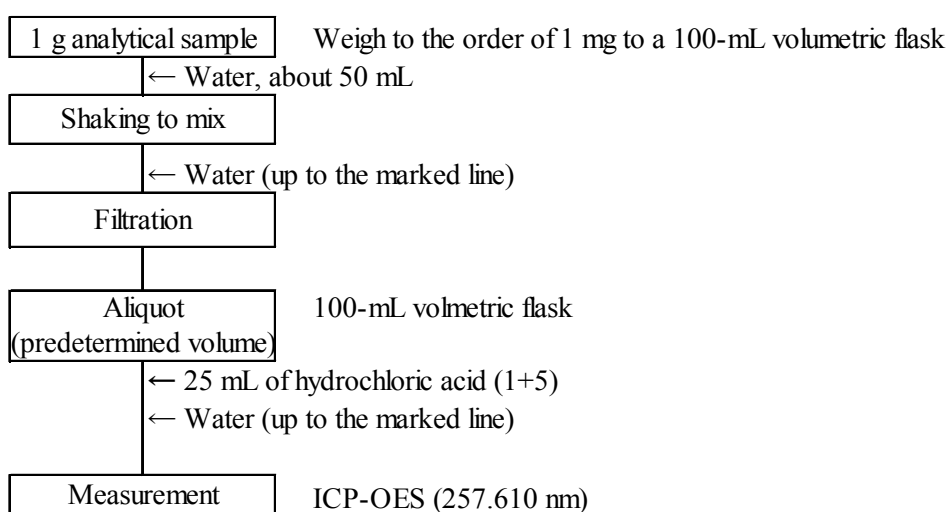 1 g analytical sample Weigh to the order of 1 mg to a 100-mL volumetric flask
← Water, about 50 mL
Shaking to mix
← Water (up to the marked line)
Filtration
Aliquot 100-mL volmetric flask
(predetermined volume)
← 25 mL of hydrochloric acid (1+5)
← Water (up to the marked line)
Measurement ICP-OES (257.610 nm)